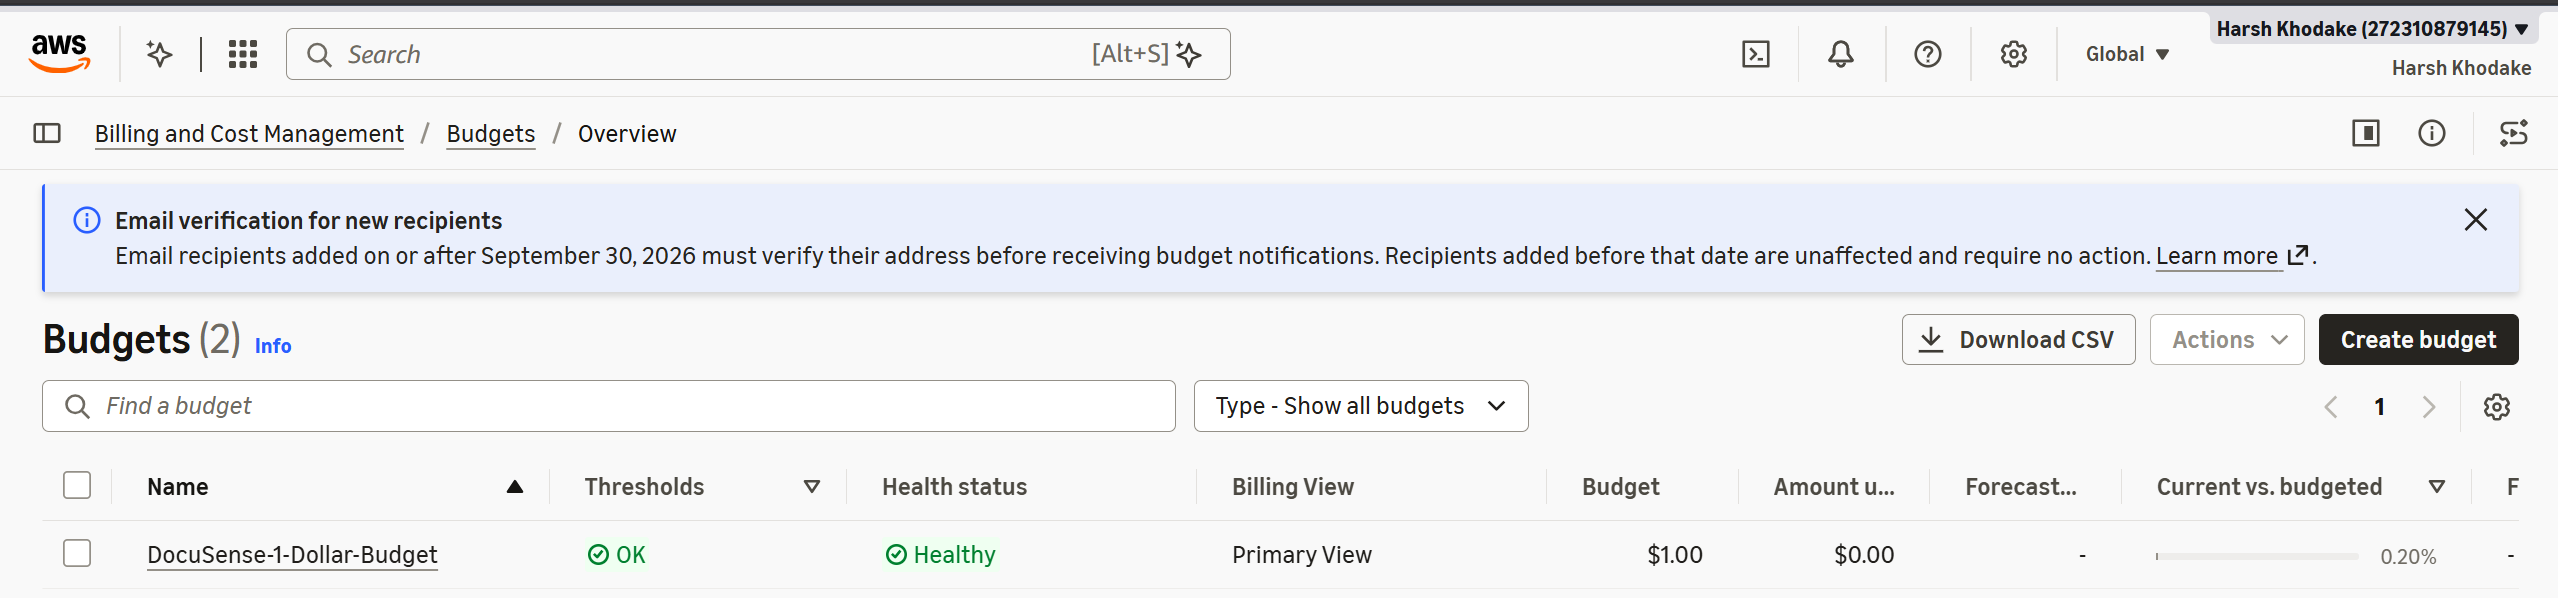 aws
Search [Alt+S]
Global
Harsh Khodake (272310879145)
Harsh Khodake
Billing and Cost Management / Budgets / Overview
Email verification for new recipients
Email recipients added on or after September 30, 2026 must verify their address before receiving budget notifications. Recipients added before that date are unaffected and require no action. Learn more .
Budgets (2) Info
Download CSV
Actions
Create budget
Find a budget
Type - Show all budgets
1
Name Thresholds Health status Billing View Budget Amount u... Forecast... Current vs. budgeted F
DocuSense-1-Dollar-Budget OK Healthy Primary View $1.00 $0.00 - 0.20% -